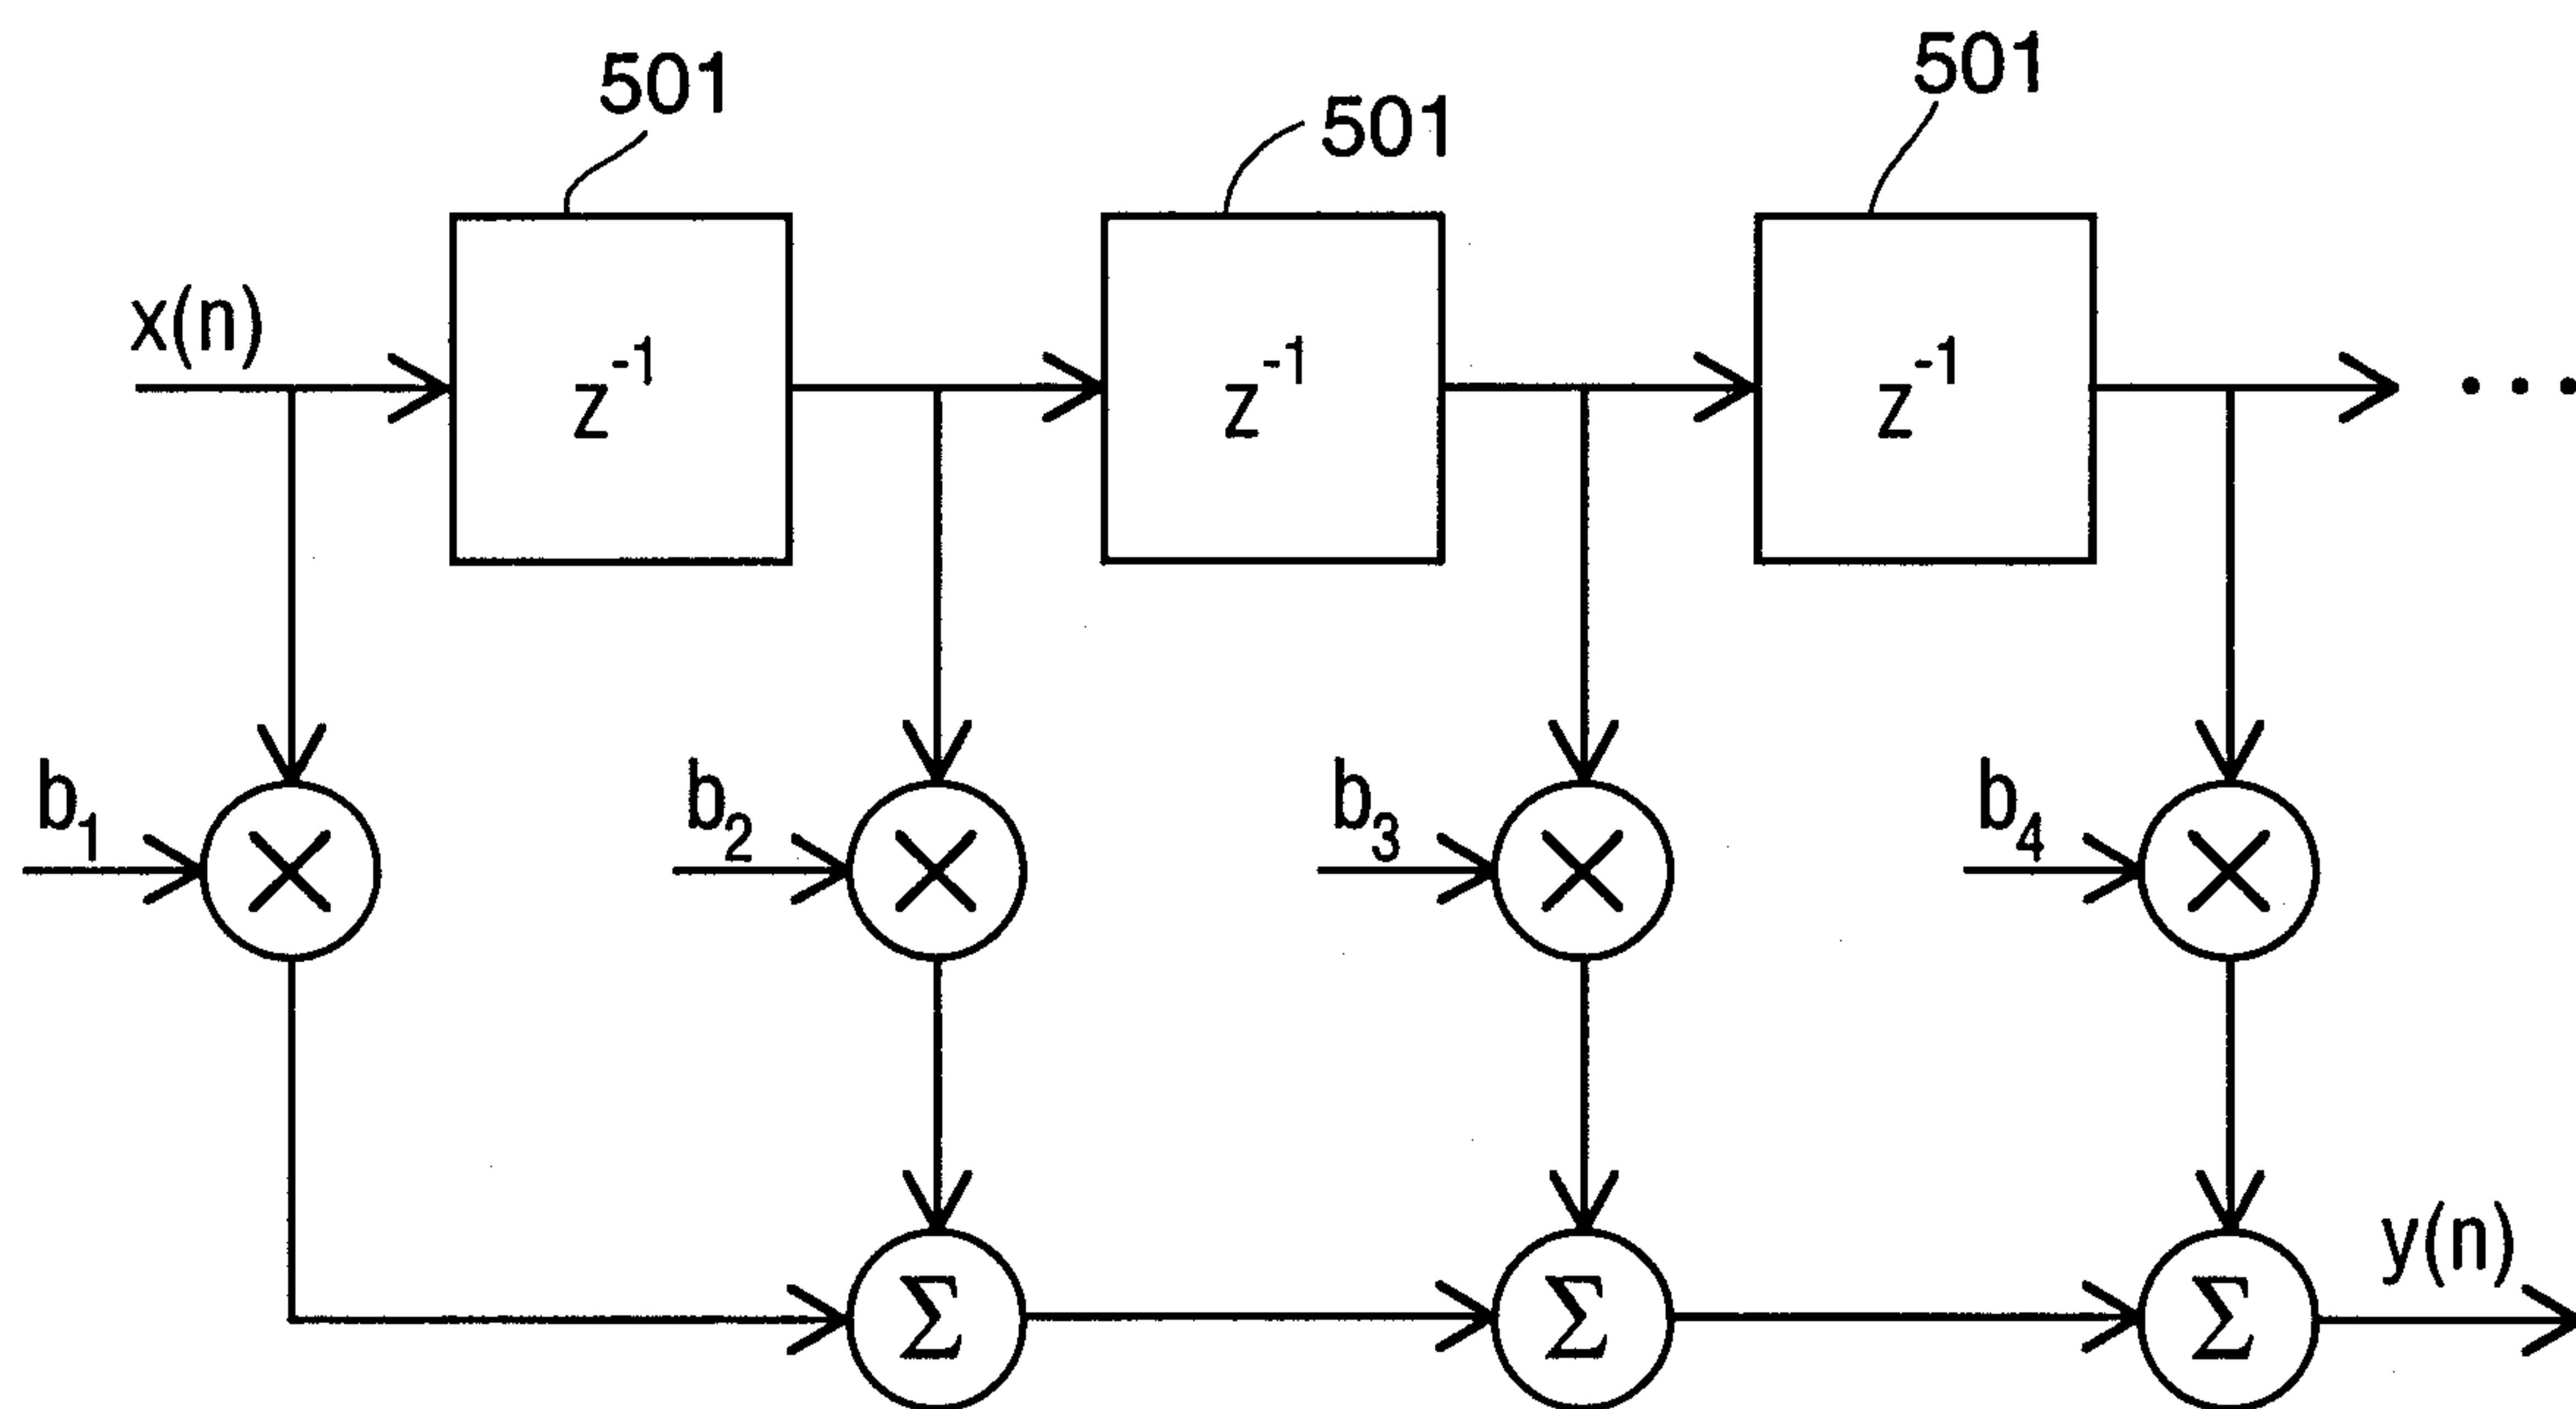 501
501
501
x(n)
z⁻¹
z⁻¹
z⁻¹
...
b₁
b₂
b₃
b₄
×
×
×
×
Σ
Σ
Σ
y(n)